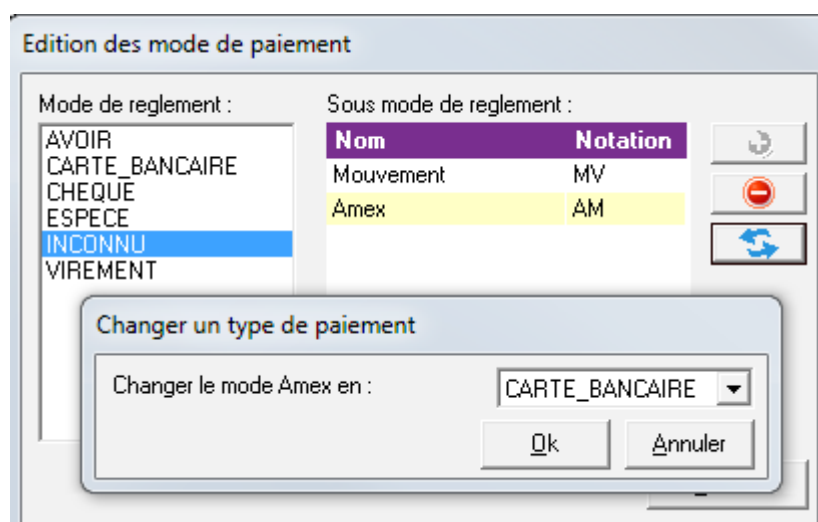 Edition des mode de paiement
Mode de reglement :
Sous mode de reglement :
AVOIR
CARTE_BANCAIRE
CHEQUE
ESPECE
INCONNU
VIREMENT
Nom Notation
Mouvement MV
Amex AM
Changer un type de paiement
Changer le mode Amex en :
CARTE_BANCAIRE
Ok
Annuler